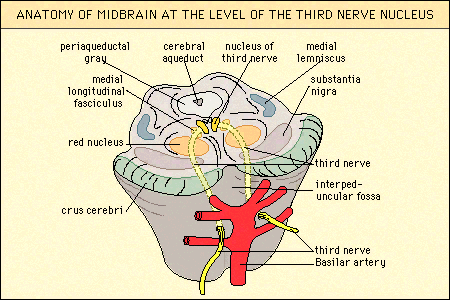 ANATOMY OF MIDBRAIN AT THE LEVEL OF THE THIRD NERVE NUCLEUS
periaqueductal
gray
cerebral
aqueduct
nucleus of
third nerve
medial
lemniscus
medial
longitudinal
fasciculus
substantia
nigra
red nucleus
third nerve
interped-
uncular fossa
crus cerebri
third nerve
Basilar artery